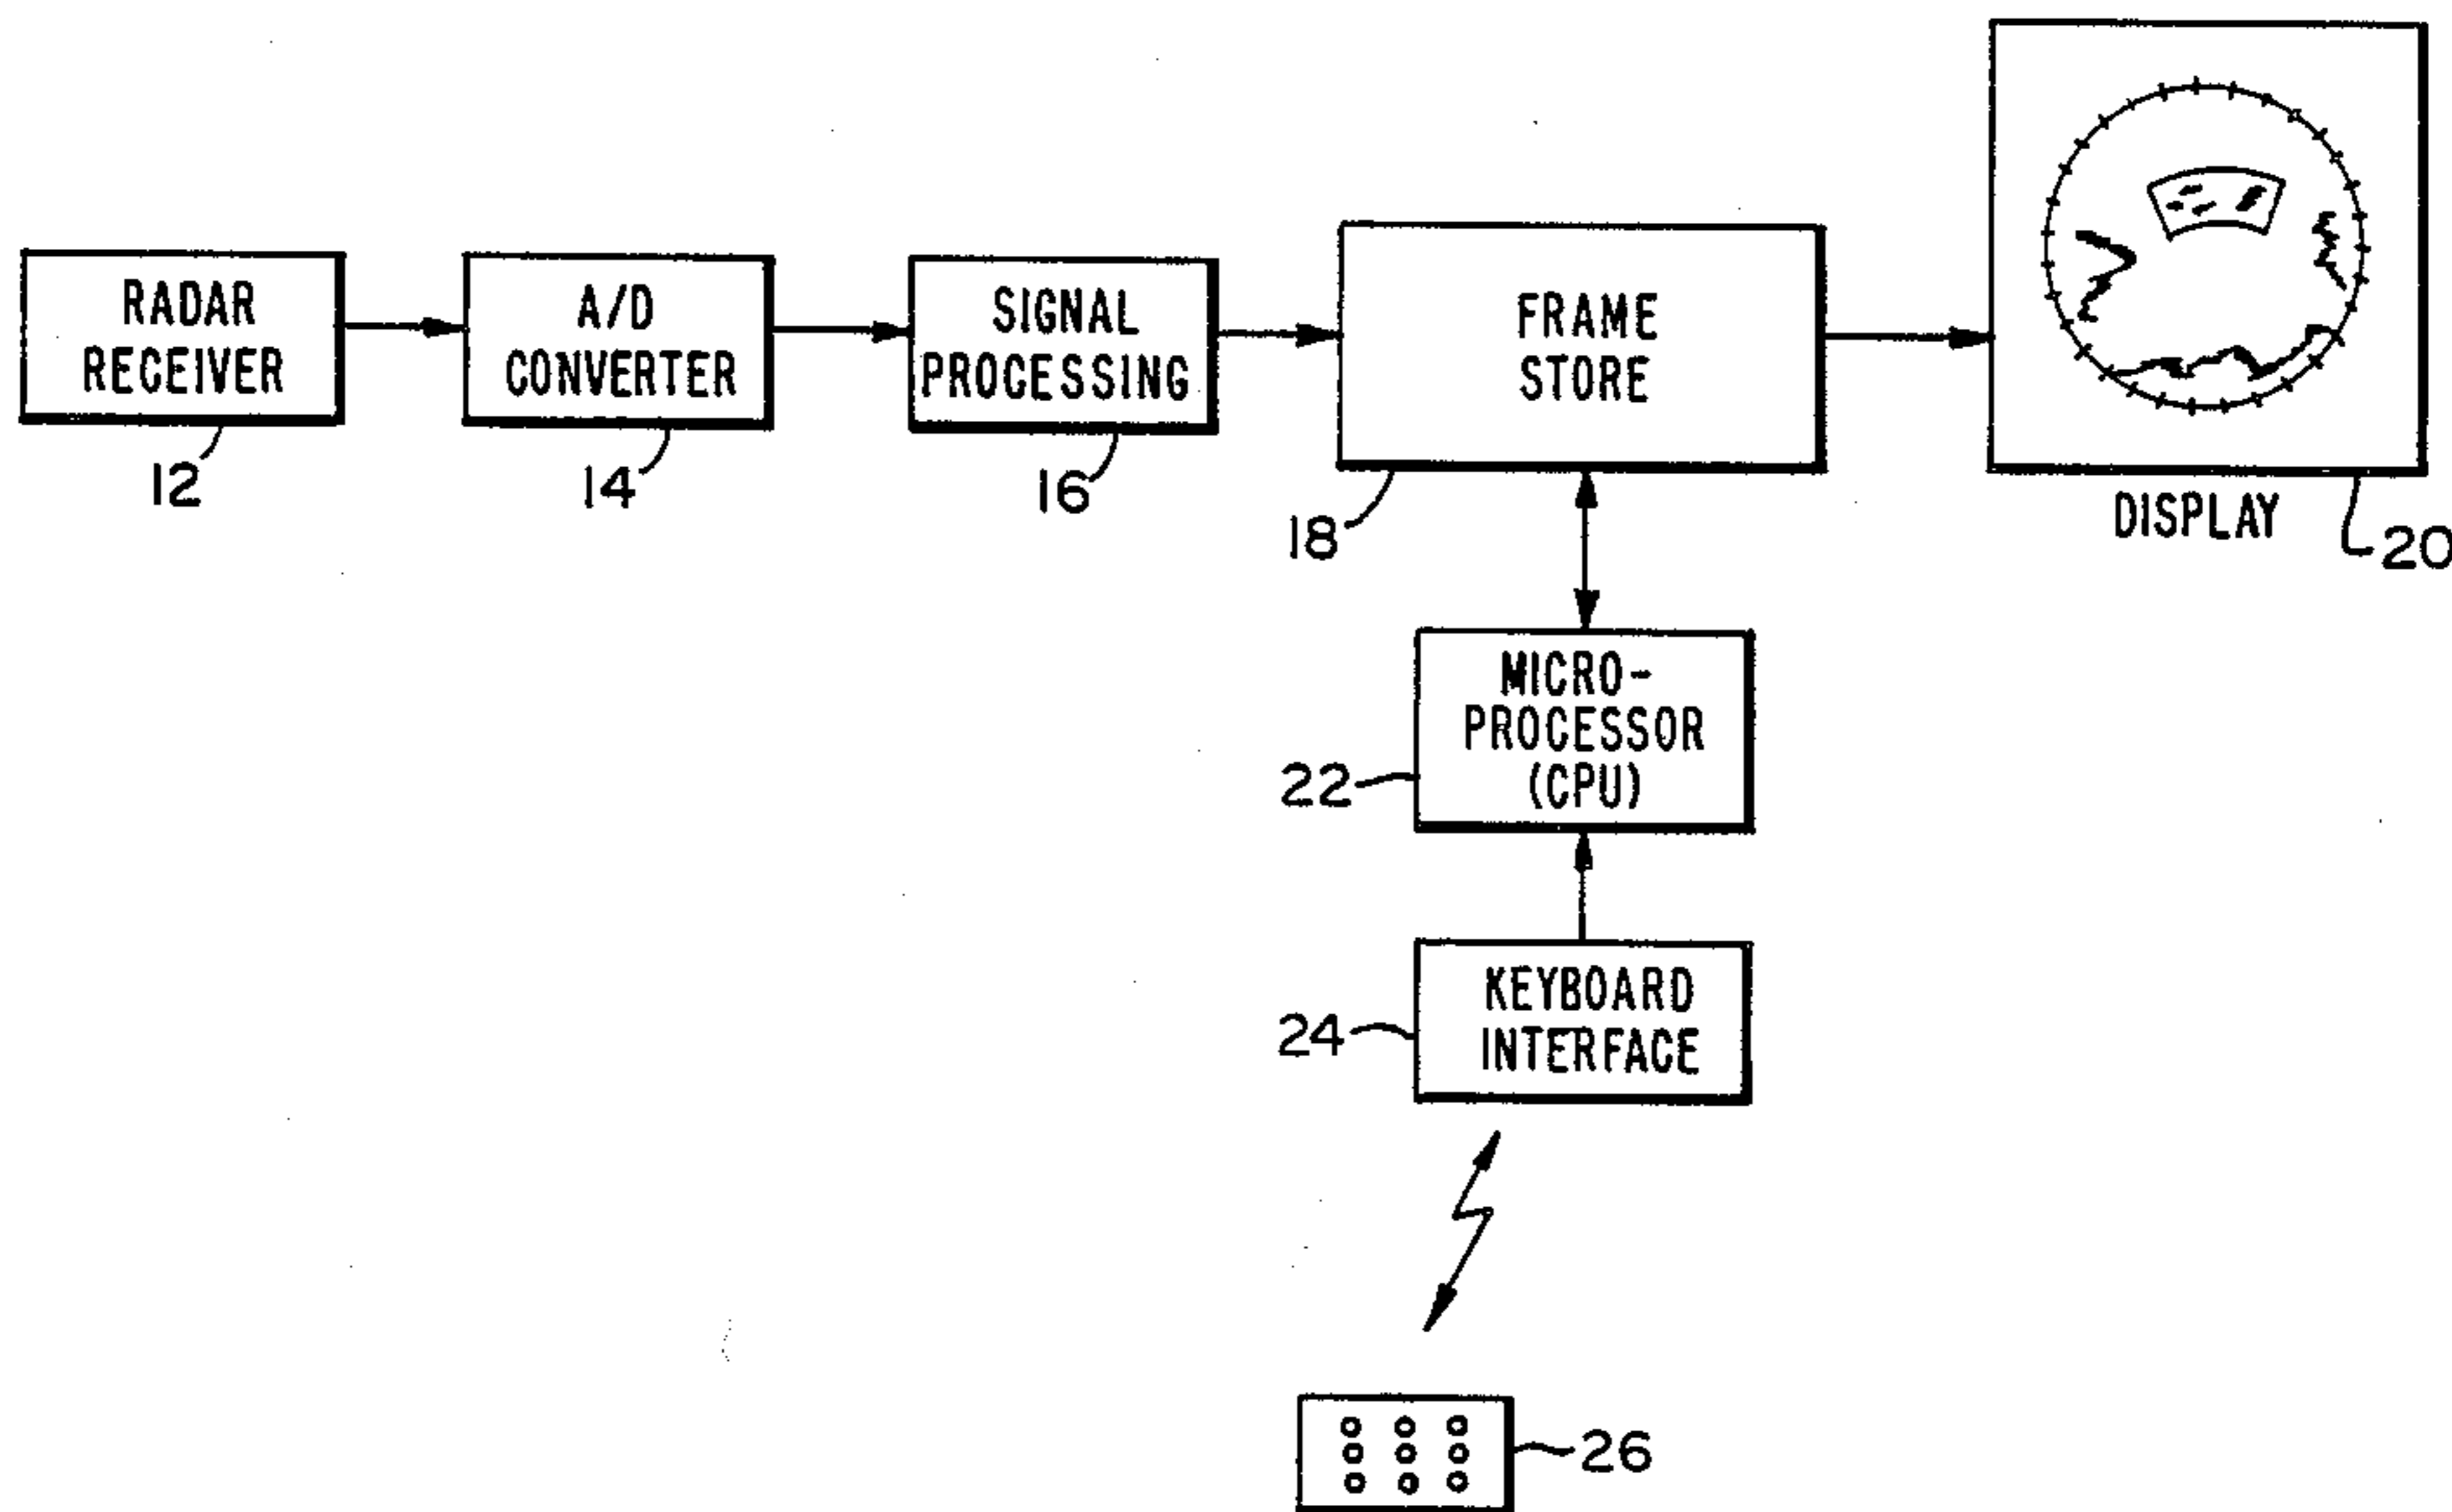 RADAR
RECEIVER
12
A/D
CONVERTER
14
SIGNAL
PROCESSING
16
FRAME
STORE
18
DISPLAY
20
MICRO-
PROCESSOR
(CPU)
22
KEYBOARD
INTERFACE
24
26